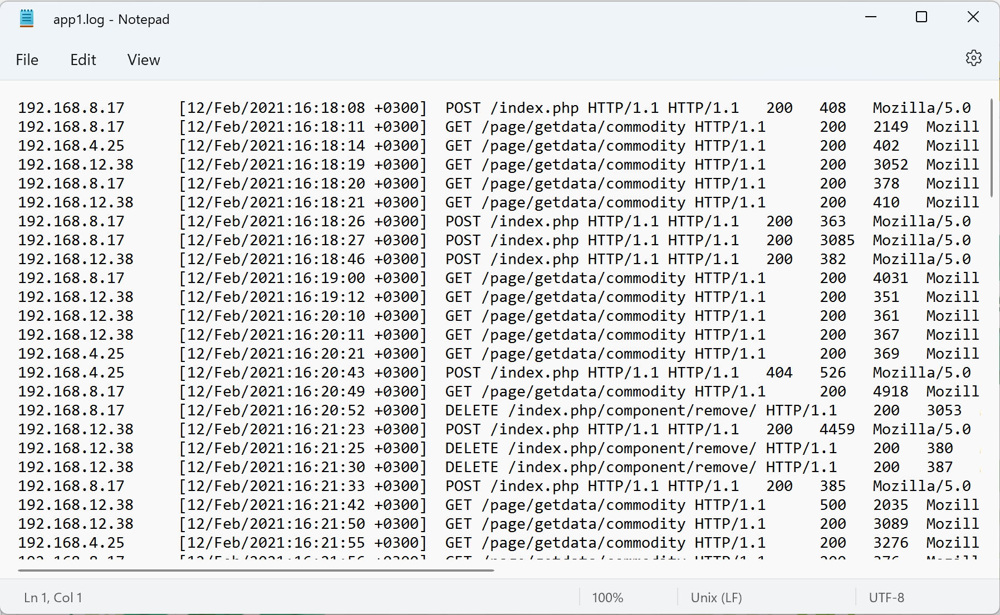 app1.log - Notepad
File Edit View
192.168.8.17 [12/Feb/2021:16:18:08 +0300] POST /index.php HTTP/1.1 HTTP/1.1 200 408 Mozilla/5.0
192.168.8.17 [12/Feb/2021:16:18:11 +0300] GET /page/getdata/commodity HTTP/1.1 200 2149 Mozill
192.168.4.25 [12/Feb/2021:16:18:14 +0300] GET /page/getdata/commodity HTTP/1.1 200 402 Mozill
192.168.12.38 [12/Feb/2021:16:18:19 +0300] GET /page/getdata/commodity HTTP/1.1 200 3052 Mozill
192.168.8.17 [12/Feb/2021:16:18:20 +0300] GET /page/getdata/commodity HTTP/1.1 200 378 Mozill
192.168.12.38 [12/Feb/2021:16:18:21 +0300] GET /page/getdata/commodity HTTP/1.1 200 410 Mozill
192.168.8.17 [12/Feb/2021:16:18:26 +0300] POST /index.php HTTP/1.1 HTTP/1.1 200 363 Mozilla/5.0
192.168.8.17 [12/Feb/2021:16:18:27 +0300] POST /index.php HTTP/1.1 HTTP/1.1 200 3085 Mozilla/5.0
192.168.12.38 [12/Feb/2021:16:18:46 +0300] POST /index.php HTTP/1.1 HTTP/1.1 200 382 Mozilla/5.0
192.168.8.17 [12/Feb/2021:16:19:00 +0300] GET /page/getdata/commodity HTTP/1.1 200 4031 Mozill
192.168.12.38 [12/Feb/2021:16:19:12 +0300] GET /page/getdata/commodity HTTP/1.1 200 351 Mozill
192.168.12.38 [12/Feb/2021:16:20:10 +0300] GET /page/getdata/commodity HTTP/1.1 200 361 Mozill
192.168.12.38 [12/Feb/2021:16:20:11 +0300] GET /page/getdata/commodity HTTP/1.1 200 367 Mozill
192.168.4.25 [12/Feb/2021:16:20:21 +0300] GET /page/getdata/commodity HTTP/1.1 200 369 Mozill
192.168.4.25 [12/Feb/2021:16:20:43 +0300] POST /index.php HTTP/1.1 HTTP/1.1 404 526 Mozilla/5.0
192.168.8.17 [12/Feb/2021:16:20:49 +0300] GET /page/getdata/commodity HTTP/1.1 200 4918 Mozill
192.168.8.17 [12/Feb/2021:16:20:52 +0300] DELETE /index.php/component/remove/ HTTP/1.1 200 3053
192.168.12.38 [12/Feb/2021:16:21:23 +0300] POST /index.php HTTP/1.1 HTTP/1.1 200 4459 Mozilla/5.0
192.168.12.38 [12/Feb/2021:16:21:25 +0300] DELETE /index.php/component/remove/ HTTP/1.1 200 380
192.168.12.38 [12/Feb/2021:16:21:30 +0300] DELETE /index.php/component/remove/ HTTP/1.1 200 387
192.168.8.17 [12/Feb/2021:16:21:33 +0300] POST /index.php HTTP/1.1 HTTP/1.1 200 385 Mozilla/5.0
192.168.12.38 [12/Feb/2021:16:21:42 +0300] GET /page/getdata/commodity HTTP/1.1 500 2035 Mozill
192.168.12.38 [12/Feb/2021:16:21:50 +0300] GET /page/getdata/commodity HTTP/1.1 200 3089 Mozill
192.168.4.25 [12/Feb/2021:16:21:55 +0300] GET /page/getdata/commodity HTTP/1.1 200 3276 Mozill
Ln 1, Col 1 100% Unix (LF) UTF-8